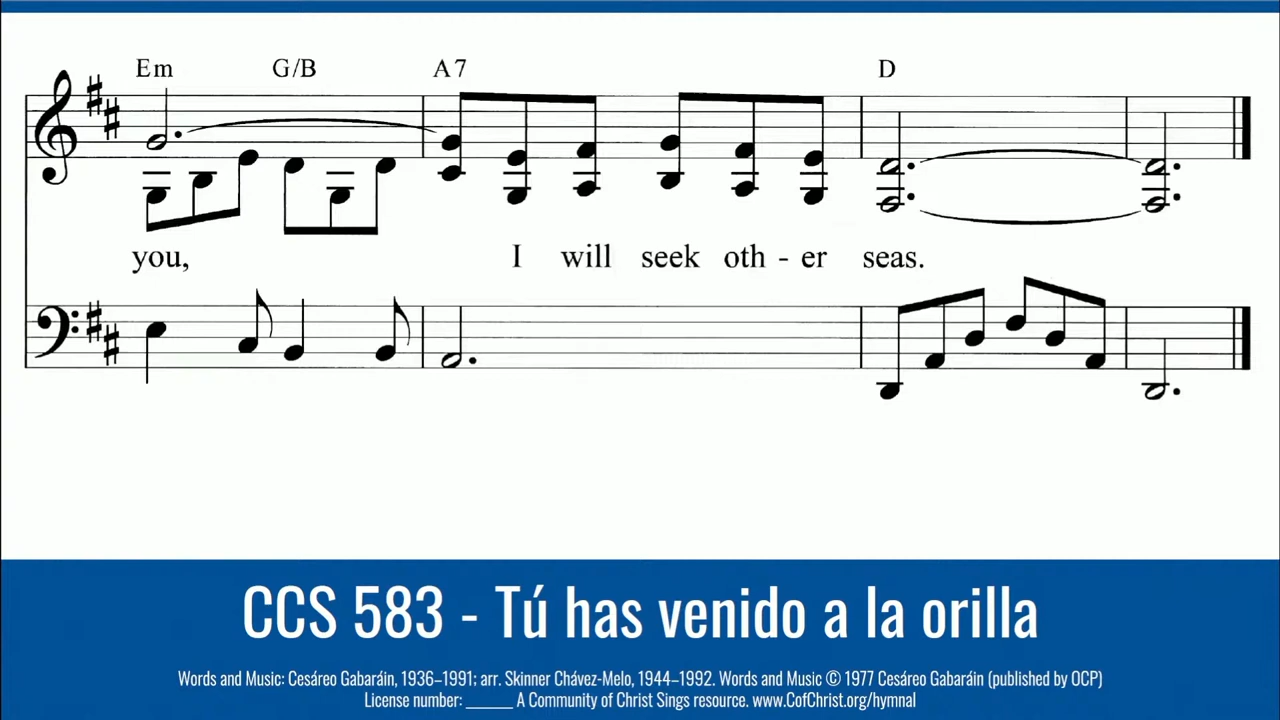 Em G/B A7 D
you, I will seek oth - er seas.
CCS 583 - Tú has venido a la orilla
Words and Music: Cesáreo Gabaráin, 1936–1991; arr. Skinner Chávez-Melo, 1944–1992. Words and Music © 1977 Cesáreo Gabaráin (published by OCP)
License number: ______ A Community of Christ Sings resource. www.CofChrist.org/hymnal